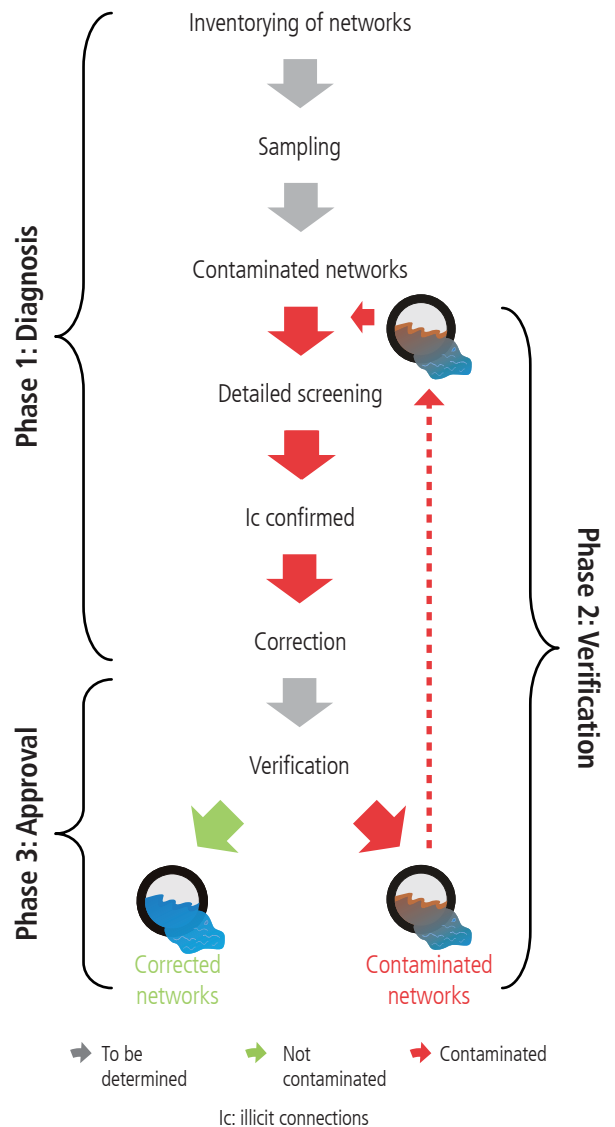 Inventorying of networks
Sampling
Contaminated networks
Detailed screening
Ic confirmed
Correction
Verification
Corrected
networks
Contaminated
networks
Phase 1: Diagnosis
Phase 2: Verification
Phase 3: Approval
To be
determined
Not
contaminated
Contaminated
Ic: illicit connections